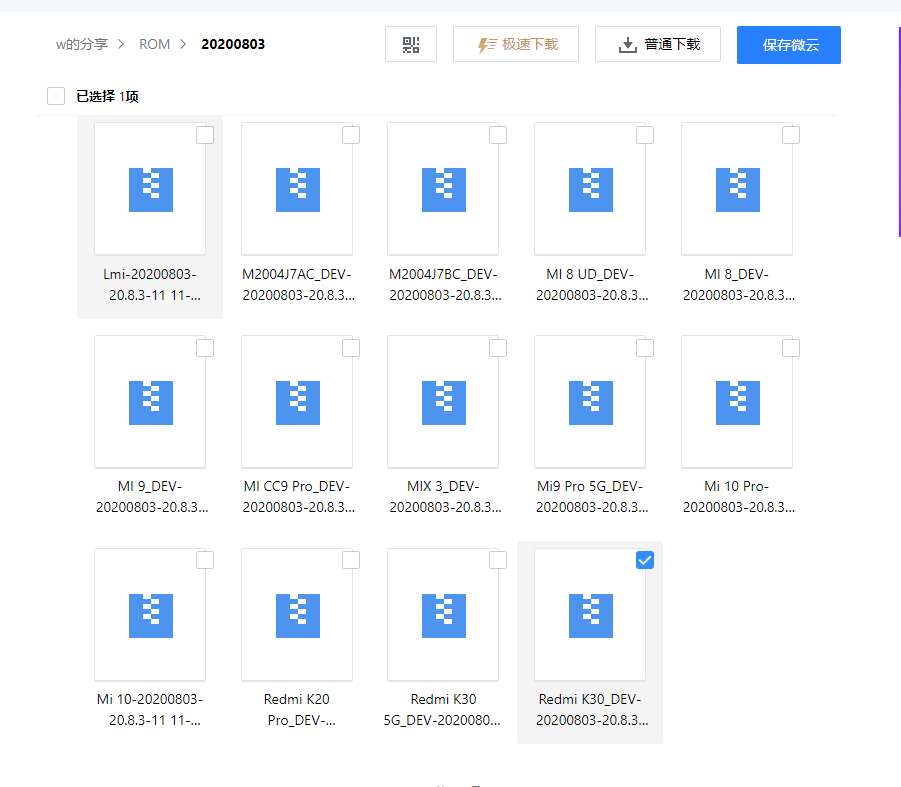 w的分享 > ROM > 20200803
极速下载
普通下载
保存微云
已选择 1项
Lmi-20200803-
20.8.3-11 11-...
M2004J7AC_DEV-
20200803-20.8.3...
M2004J7BC_DEV-
20200803-20.8.3...
MI 8 UD_DEV-
20200803-20.8.3...
MI 8_DEV-
20200803-20.8.3...
MI 9_DEV-
20200803-20.8.3...
MI CC9 Pro_DEV-
20200803-20.8.3...
MIX 3_DEV-
20200803-20.8.3...
Mi9 Pro 5G_DEV-
20200803-20.8.3...
Mi 10 Pro-
20200803-20.8.3...
Mi 10-20200803-
20.8.3-11 11-...
Redmi K20
Pro_DEV-...
Redmi K30
5G_DEV-2020080...
Redmi K30_DEV-
20200803-20.8.3...